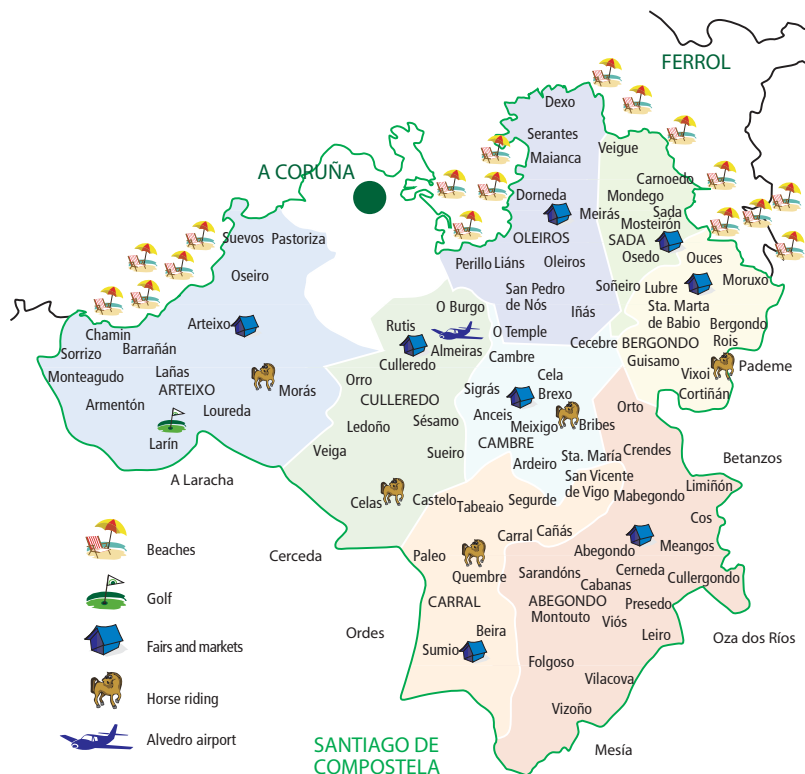 FERROL
Dexo
Serantes
Maianca
Veigue
A CORUÑA
Carnoedo
Dorneda
Mondego
Meirás
Sada
Mosteirón
Suevos
Pastoriza
OLEIROS
SADA
Osedo
Ouces
Perillo
Liáns
Oleiros
Oseiro
Soñeiro
Lubre
Moruxo
San Pedro
de Nós
O Burgo
Iñás
Sta. Marta
de Babio
Arteixo
Rutis
Bergondo
Chamin
O Temple
Rois
Barrañán
Almeiras
Cecebre
BERGONDO
Sorrizo
Culleredo
Cambre
Guisamo
Pademe
Monteagudo
Lañas
Orro
Cela
Vixoi
ARTEIXO
Morás
Sigrás
Brexo
Cortiñán
Armentón
Loureda
CULLEREDO
Anceis
Orto
Ledoño
Sésamo
Meixigo
Bribes
Larín
CAMBRE
Veiga
Sueiro
Crendes
Betanzos
Ardeiro
Sta. María
A Laracha
San Vicente
de Vigo
Limiñón
Celas
Castelo
Tabeaio
Segurde
Mabegondo
Cos
Carral
Cañás
Beaches
Cerceda
Paleo
Abegondo
Meangos
Quembre
Sarandóns
Cerneda
Cullergondo
Cabanas
Golf
CARRAL
ABEGONDO
Presedo
Ordes
Montouto
Viós
Beira
Leiro
Oza dos Ríos
Fairs and markets
Sumio
Folgoso
Vilacova
Horse riding
Vizoño
Alvedro airport
SANTIAGO DE
COMPOSTELA
Mesía